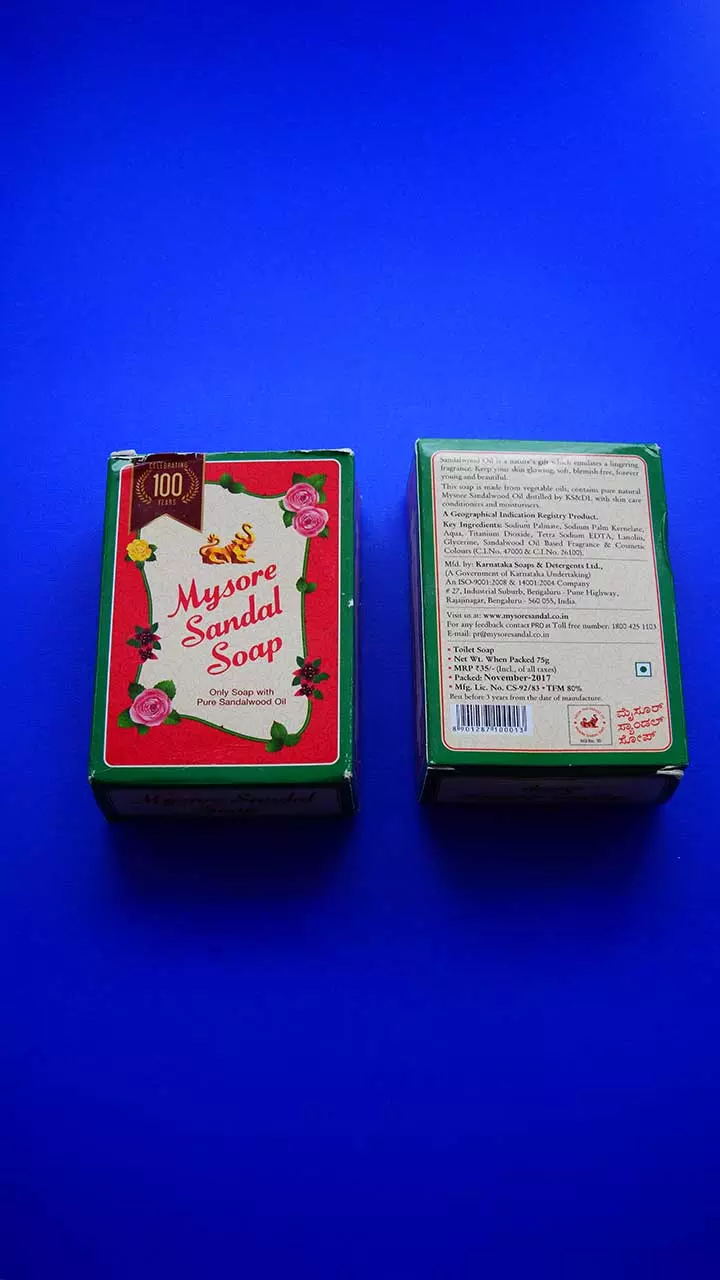 CELEBRATING
100
YEARS
Mysore
Sandal
Soap
Only Soap with
Pure Sandalwood Oil
Mysore Sandal
Soap
Sandalwood Oil is a nature's gift which emulates a lingering
fragrance. Keep your skin glowing, soft, blemish free, forever
young and beautiful.
This soap is made from vegetable oils, contains pure natural
Mysore Sandalwood Oil distilled by KS&DL, with skin care
conditioners and moisturisers.
A Geographical Indication Registry Product.
Key Ingredients: Sodium Palmate, Sodium Palm Kernelate,
Aqua, Titanium Dioxide, Tetra Sodium EDTA, Lanolin,
Glycerine, Sandalwood Oil Based Fragrance & Cosmetic
Colours (C.I.No. 47000 & C.I.No. 26100).
Mfd. by: Karnataka Soaps & Detergents Ltd.,
(A Government of Karnataka Undertaking)
An ISO-9001:2008 & 14001:2004 Company
# 27, Industrial Suburb, Bengaluru - Pune Highway,
Rajajinagar, Bengaluru - 560 055, India.
Visit us at: www.mysoresandal.co.in
For any feedback contact PRO at Toll free number: 1800 425 1103
E-mail: pr@mysoresandal.co.in
• Toilet Soap
• Net Wt. When Packed 75g
• MRP ₹35/- (Incl., of all taxes)
• Packed: November-2017
• Mfg. Lic. No. CS-92/83 • TFM 80%
Best before 3 years from the date of manufacture.
8 901287 100013
ಮೈಸೂರ್
ಸ್ಯಾಂಡಲ್
ಸೋಪ್